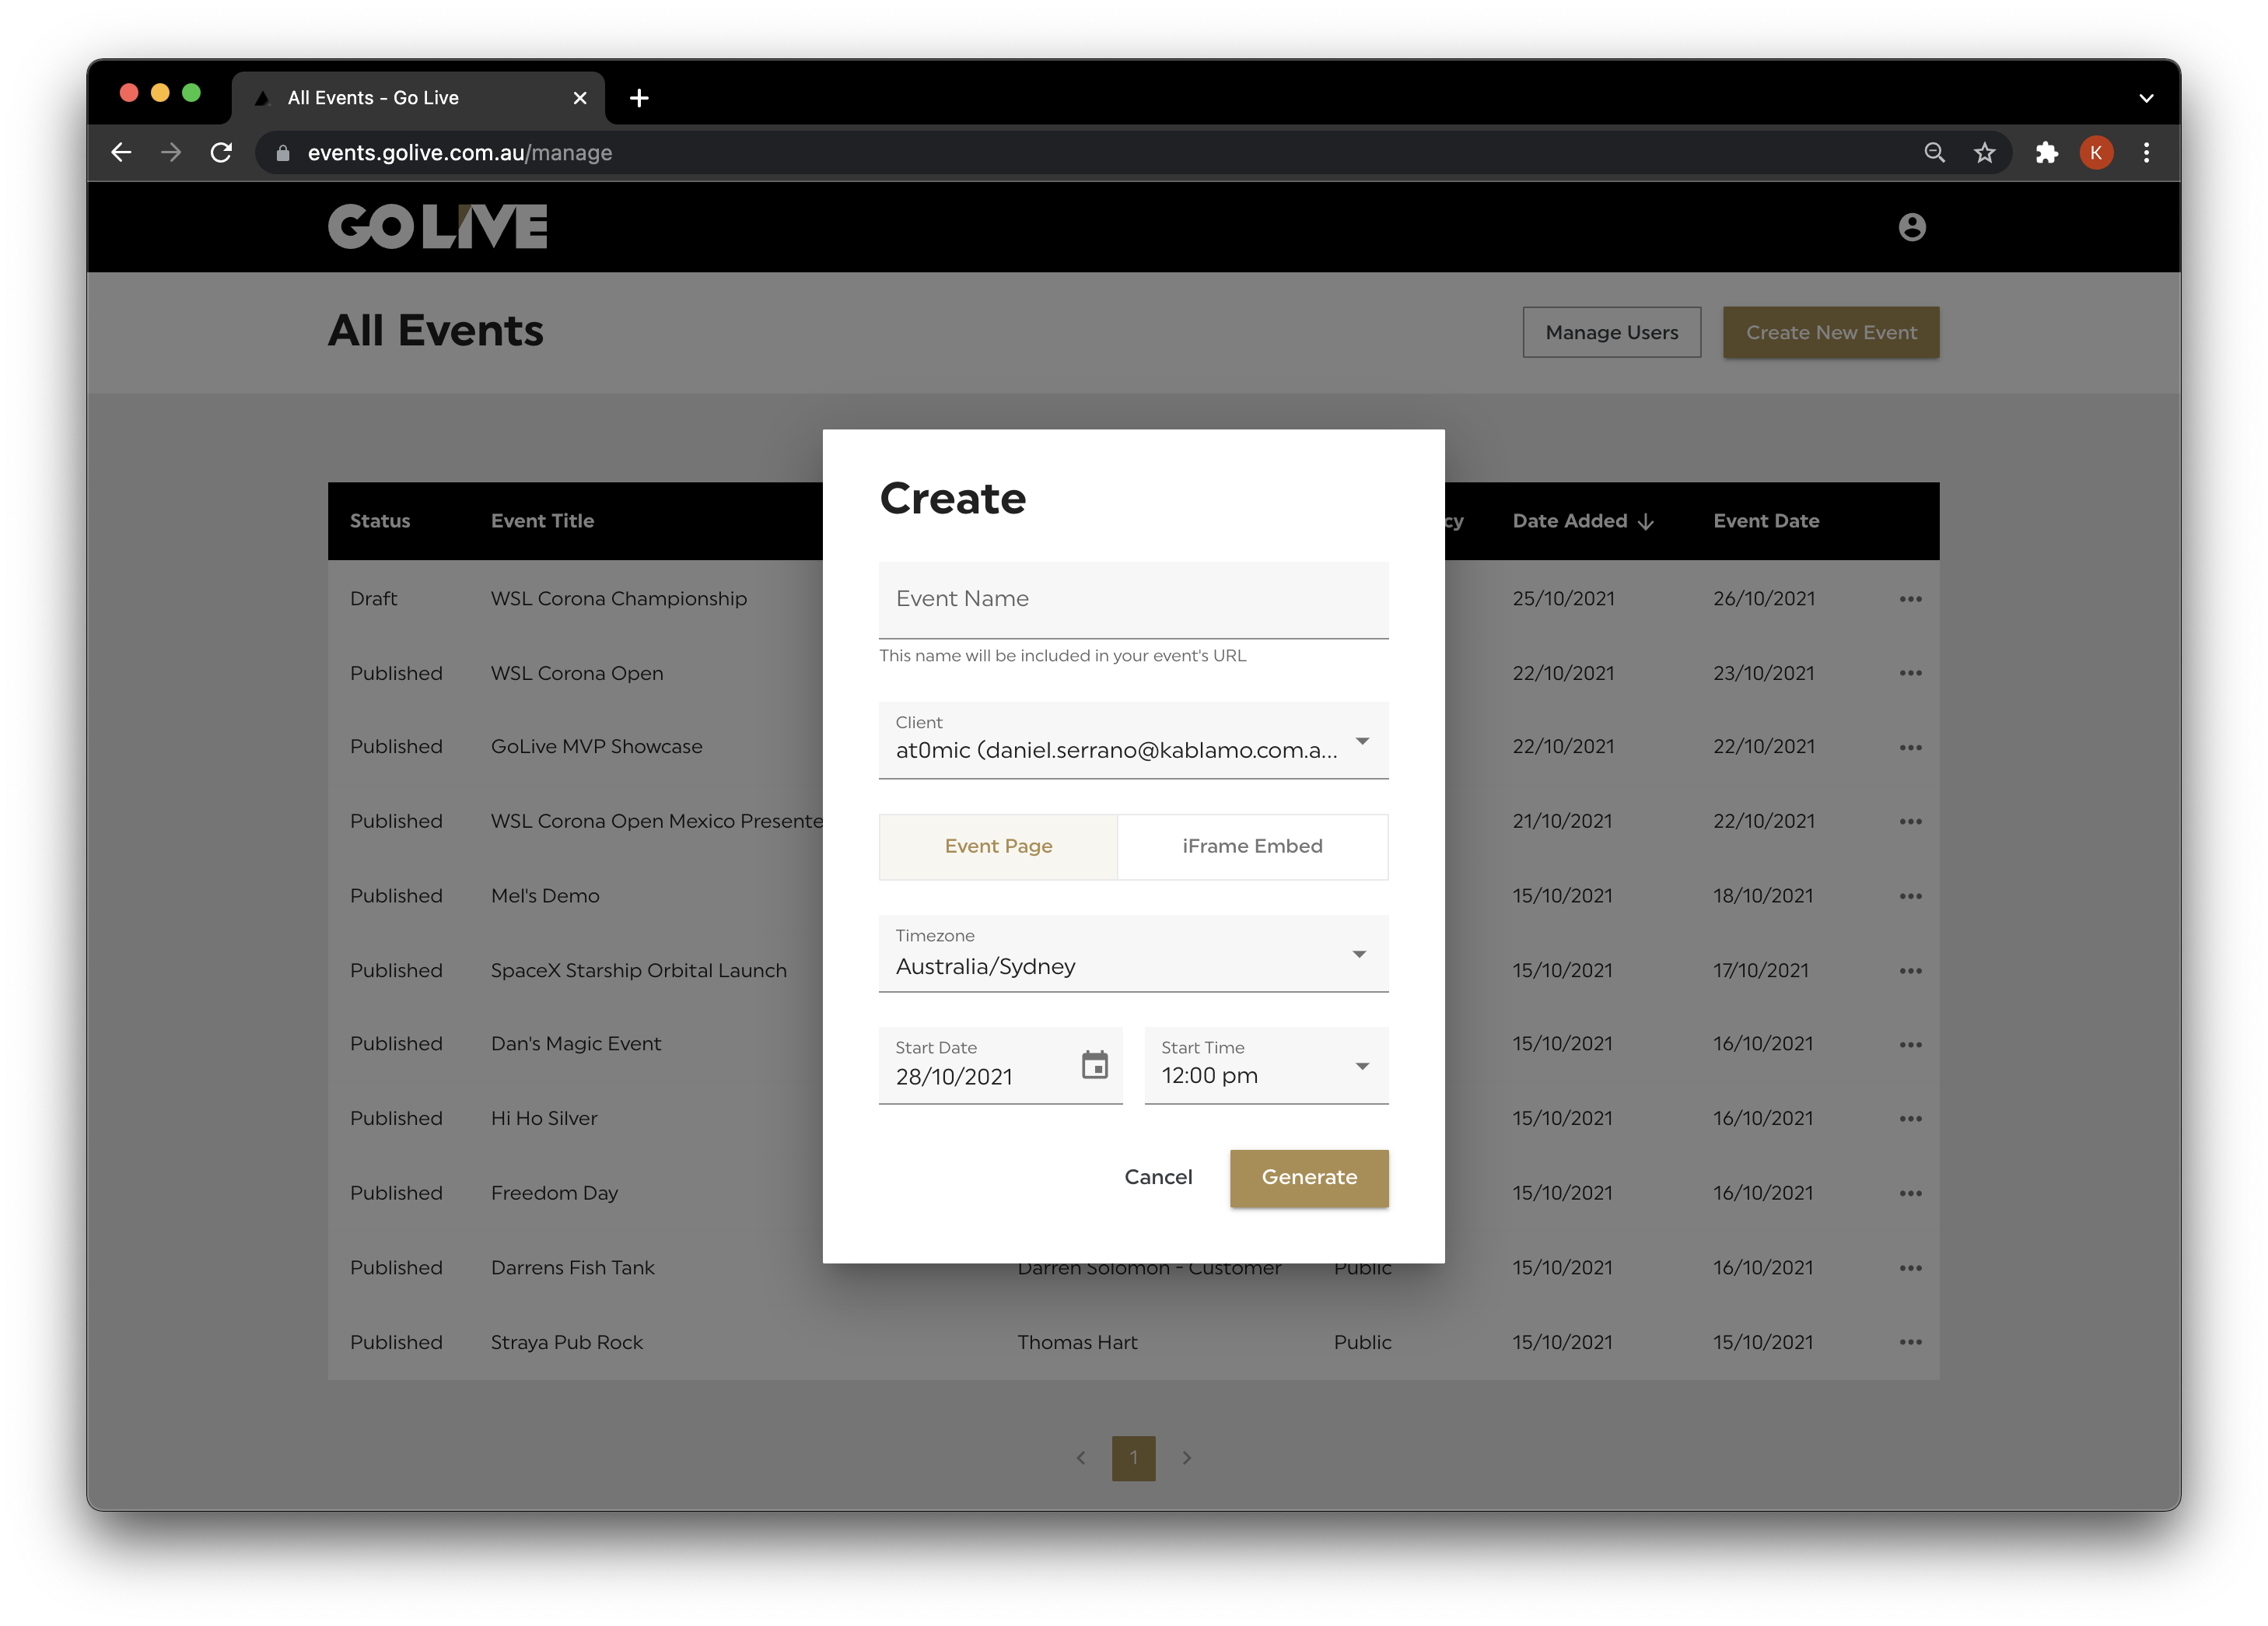 All Events - Go Live
events.golive.com.au/manage
K
GO LIVE
All Events
Manage Users
Create New Event
Status Event Title cy Date Added Event Date
Draft WSL Corona Championship 25/10/2021 26/10/2021
Published WSL Corona Open 22/10/2021 23/10/2021
Published GoLive MVP Showcase 22/10/2021 22/10/2021
Published WSL Corona Open Mexico Presente 21/10/2021 22/10/2021
Published Mel's Demo 15/10/2021 18/10/2021
Published SpaceX Starship Orbital Launch 15/10/2021 17/10/2021
Published Dan's Magic Event 15/10/2021 16/10/2021
Published Hi Ho Silver 15/10/2021 16/10/2021
Published Freedom Day 15/10/2021 16/10/2021
Published Darrens Fish Tank Darren Solomon - Customer Public 15/10/2021 16/10/2021
Published Straya Pub Rock Thomas Hart Public 15/10/2021 15/10/2021
1
Create
Event Name
This name will be included in your event's URL
Client
at0mic (daniel.serrano@kablamo.com.a...
Event Page iFrame Embed
Timezone
Australia/Sydney
Start Date
28/10/2021
Start Time
12:00 pm
Cancel
Generate